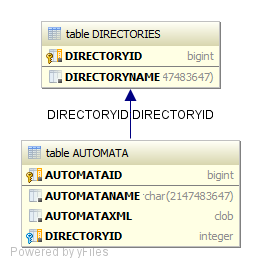 table DIRECTORIES
DIRECTORYID bigint
DIRECTORYNAME 47483647)
DIRECTORYID DIRECTORYID
table AUTOMATA
AUTOMATAID bigint
AUTOMATANAME char(2147483647)
AUTOMATAXML clob
DIRECTORYID integer
Powered by yFiles